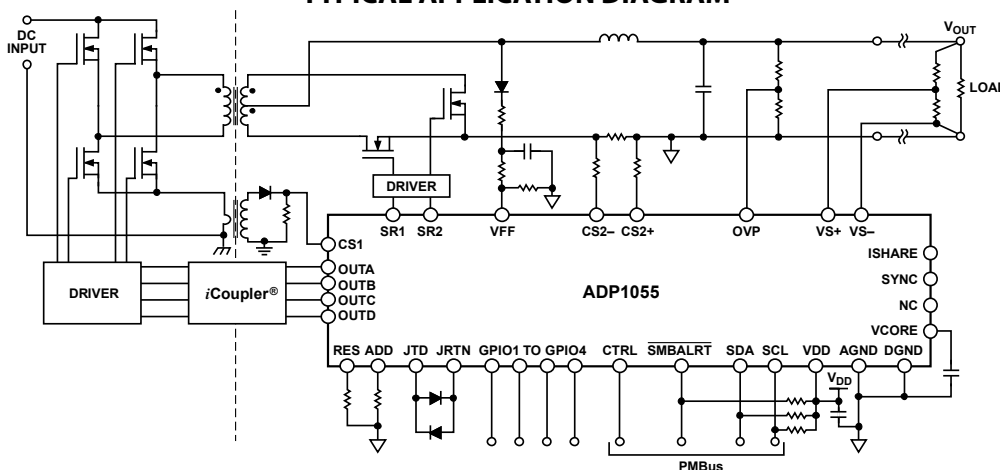 TYPICAL APPLICATION DIAGRAM
DC
INPUT
VOUT
LOAD
DRIVER
SR1 SR2 VFF CS2– CS2+ OVP VS+ VS–
CS1
ISHARE
OUTA
SYNC
OUTB
ADP1055
DRIVER
iCoupler®
OUTC
NC
OUTD
VCORE
RES ADD JTD JRTN GPIO1 TO GPIO4 CTRL SMBALRT SDA SCL VDD AGND DGND
VDD
PMBus